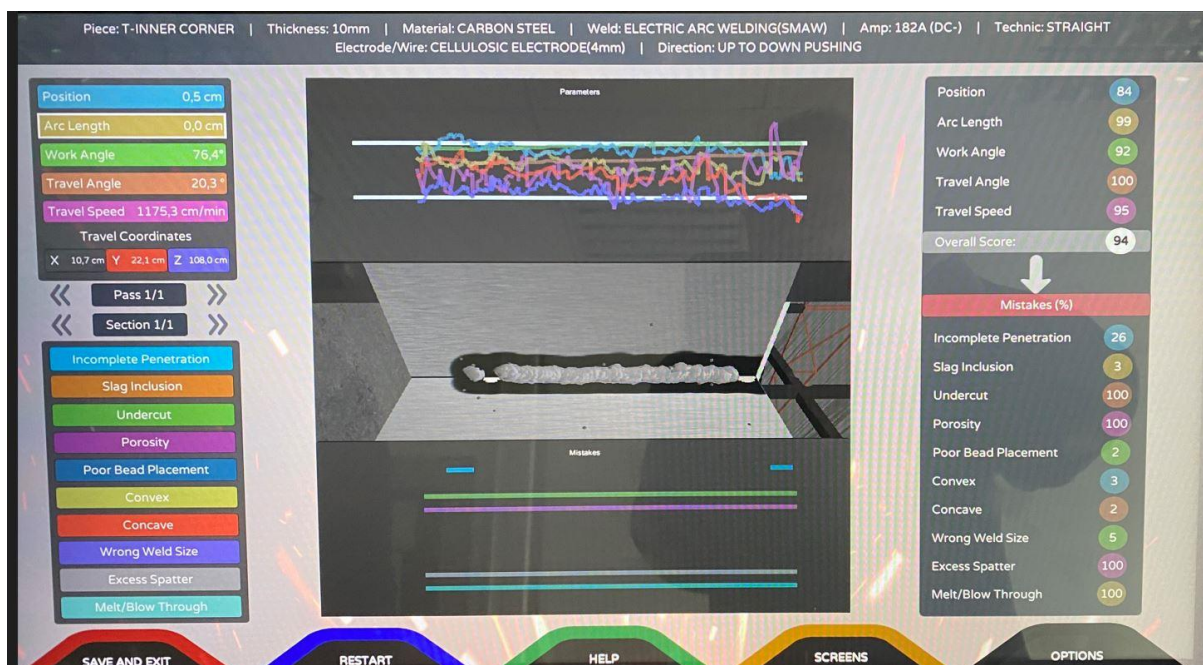 Piece: T-INNER CORNER | Thickness: 10mm | Material: CARBON STEEL | Weld: ELECTRIC ARC WELDING(SMAW) | Amp: 182A (DC-) | Technic: STRAIGHT
Electrode/Wire: CELLULOSIC ELECTRODE(4mm) | Direction: UP TO DOWN PUSHING
Position 0,5 cm
Arc Length 0,0 cm
Work Angle 76,4°
Travel Angle 20,3 °
Travel Speed 1175,3 cm/min
Travel Coordinates
X 10,7 cm Y 22,1 cm Z 108,0 cm
Pass 1/1
Section 1/1
Incomplete Penetration
Slag Inclusion
Undercut
Porosity
Poor Bead Placement
Convex
Concave
Wrong Weld Size
Excess Spatter
Melt/Blow Through
Parameters
Mistakes
Position 84
Arc Length 99
Work Angle 92
Travel Angle 100
Travel Speed 95
Overall Score: 94
Mistakes (%)
Incomplete Penetration 26
Slag Inclusion 3
Undercut 100
Porosity 100
Poor Bead Placement 2
Convex 3
Concave 2
Wrong Weld Size 5
Excess Spatter 100
Melt/Blow Through 100
SAVE AND EXIT
RESTART
HELP
SCREENS
OPTIONS